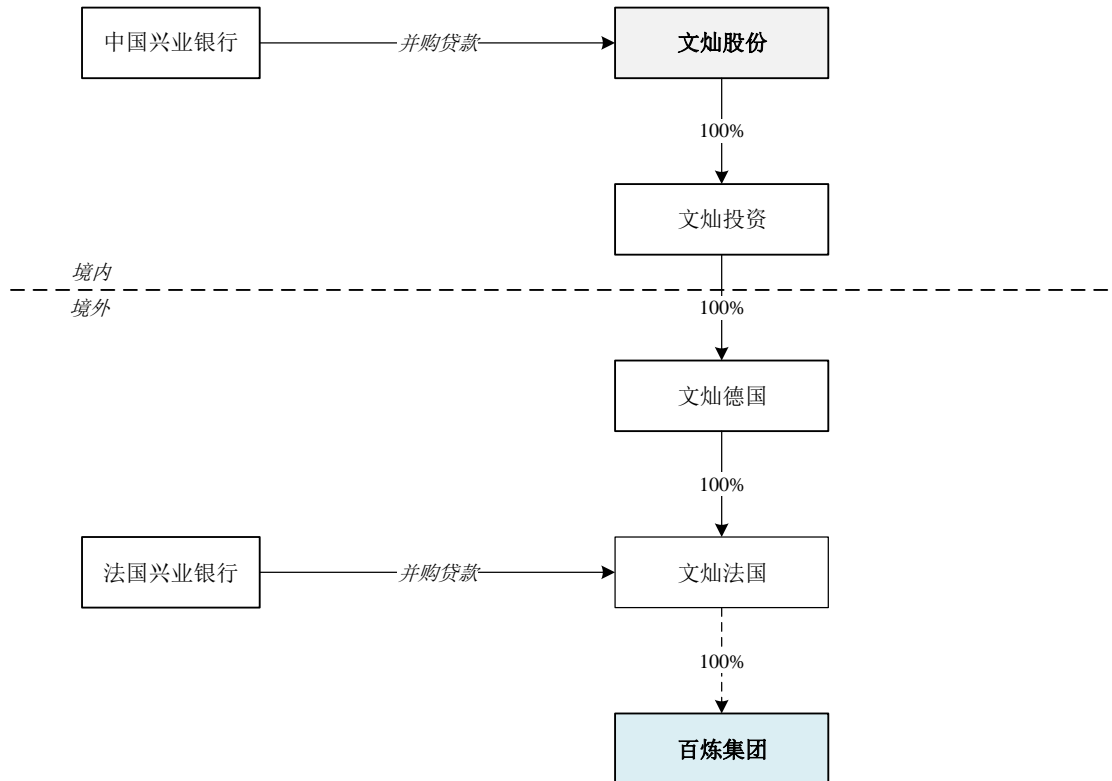 中国兴业银行
并购贷款
文灿股份
100%
文灿投资
境内
境外
100%
文灿德国
100%
法国兴业银行
并购贷款
文灿法国
100%
百炼集团